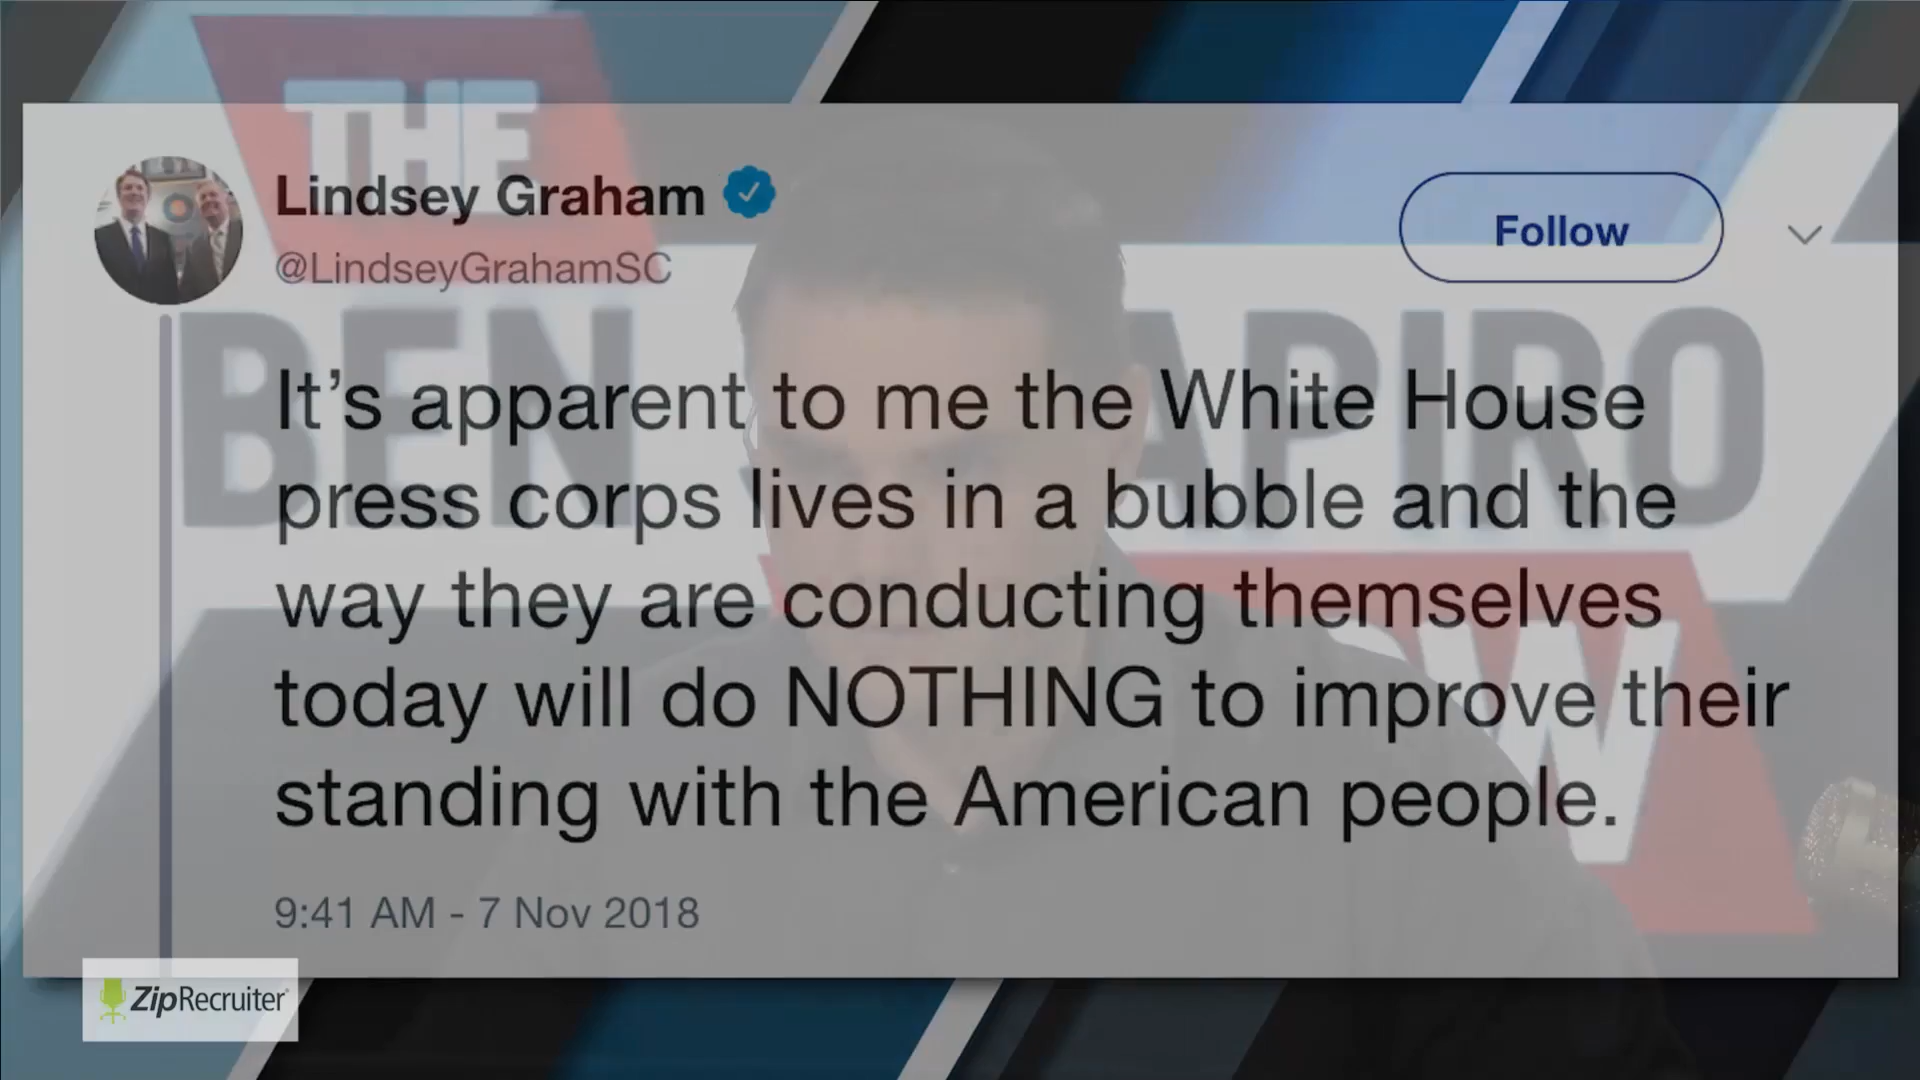 THE
Lindsey Graham
@LindseyGrahamSC
Follow
BEN SHAPIRO
It’s apparent to me the White House
press corps lives in a bubble and the
way they are conducting themselves
today will do NOTHING to improve their
standing with the American people.
9:41 AM - 7 Nov 2018
ZipRecruiter